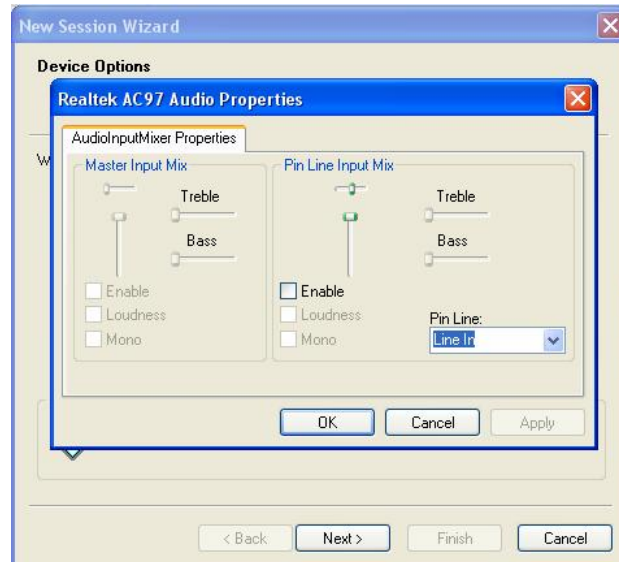 New Session Wizard
Device Options
Realtek AC97 Audio Properties
AudioInputMixer Properties
W
Master Input Mix
Treble
Bass
Enable
Loudness
Mono
Pin Line Input Mix
Treble
Bass
Enable
Loudness
Mono
Pin Line:
Line In
OK Cancel Apply
< Back Next > Finish Cancel